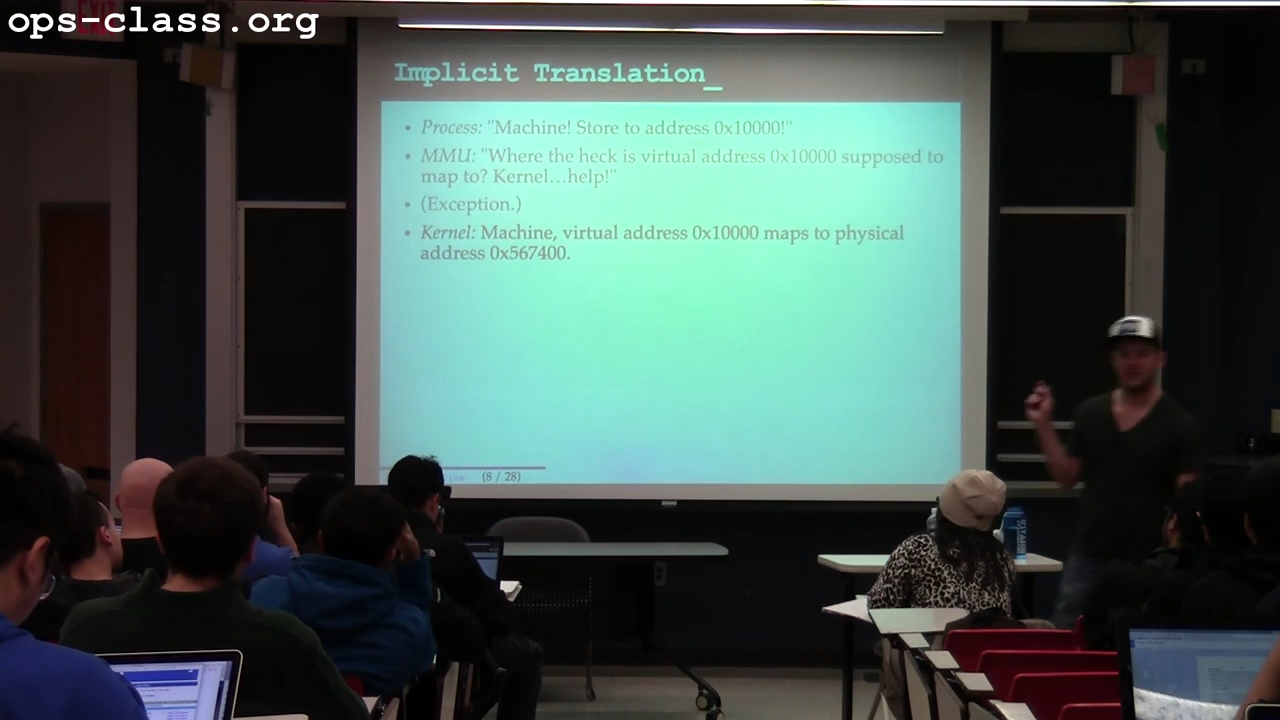 ops-class.org
EXIT
Implicit Translation_
• Process: "Machine! Store to address 0x10000!"
• MMU: "Where the heck is virtual address 0x10000 supposed to
map to? Kernel...help!"
• (Exception.)
• Kernel: Machine, virtual address 0x10000 maps to physical
address 0x567400.
(8 / 28)